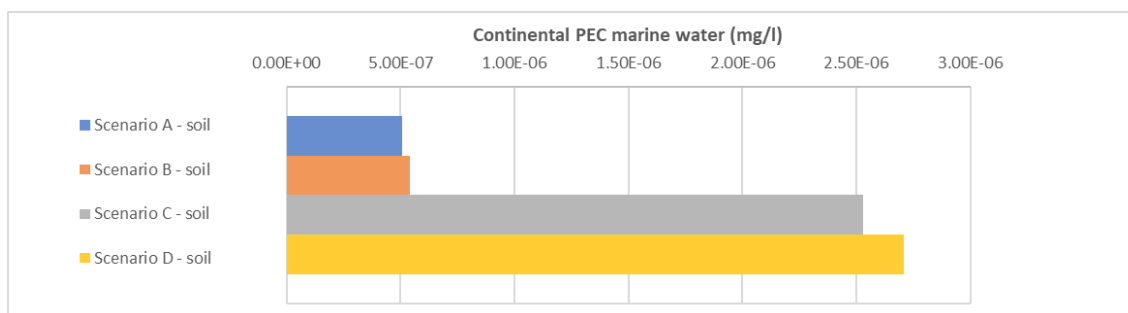 Continental PEC marine water (mg/l)
0.00E+00 5.00E-07 1.00E-06 1.50E-06 2.00E-06 2.50E-06 3.00E-06
Scenario A - soil
Scenario B - soil
Scenario C - soil
Scenario D - soil